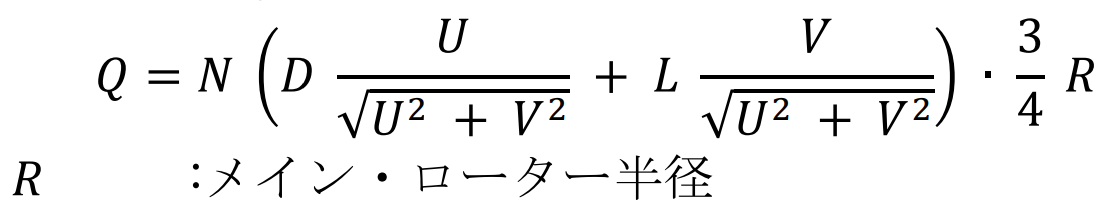 Q = N (D U/√(U² + V²) + L V/√(U² + V²)) · 3/4 R
R :メイン・ローター半径